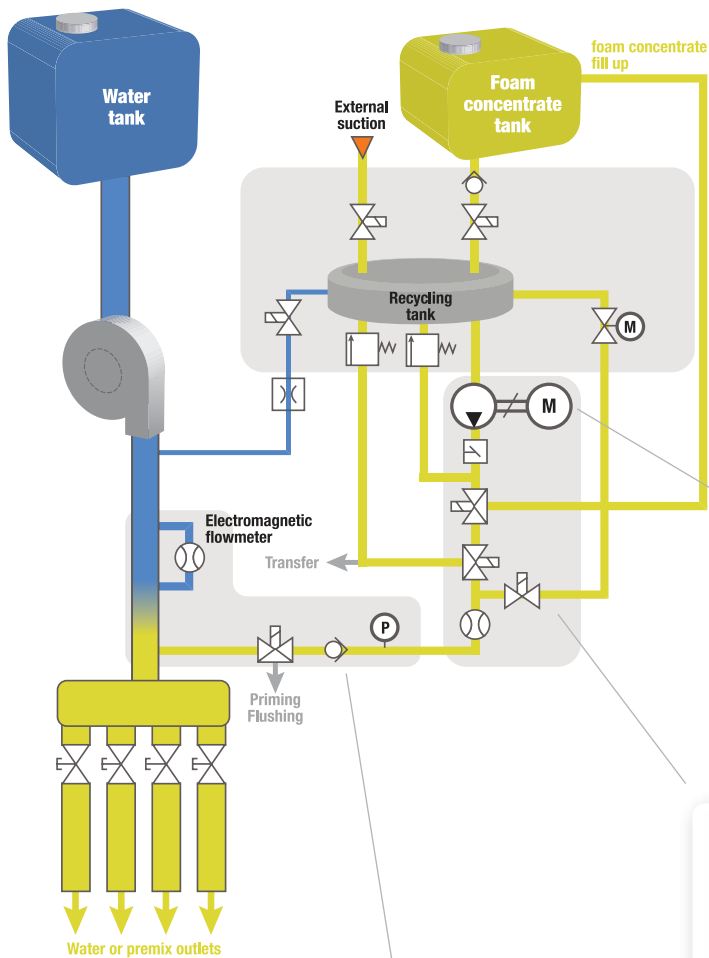 foam concentrate
fill up
Water
tank
Foam
concentrate
tank
External
suction
Recycling
tank
M
M
Electromagnetic
flowmeter
Transfer
P
Priming
Flushing
Water or premix outlets